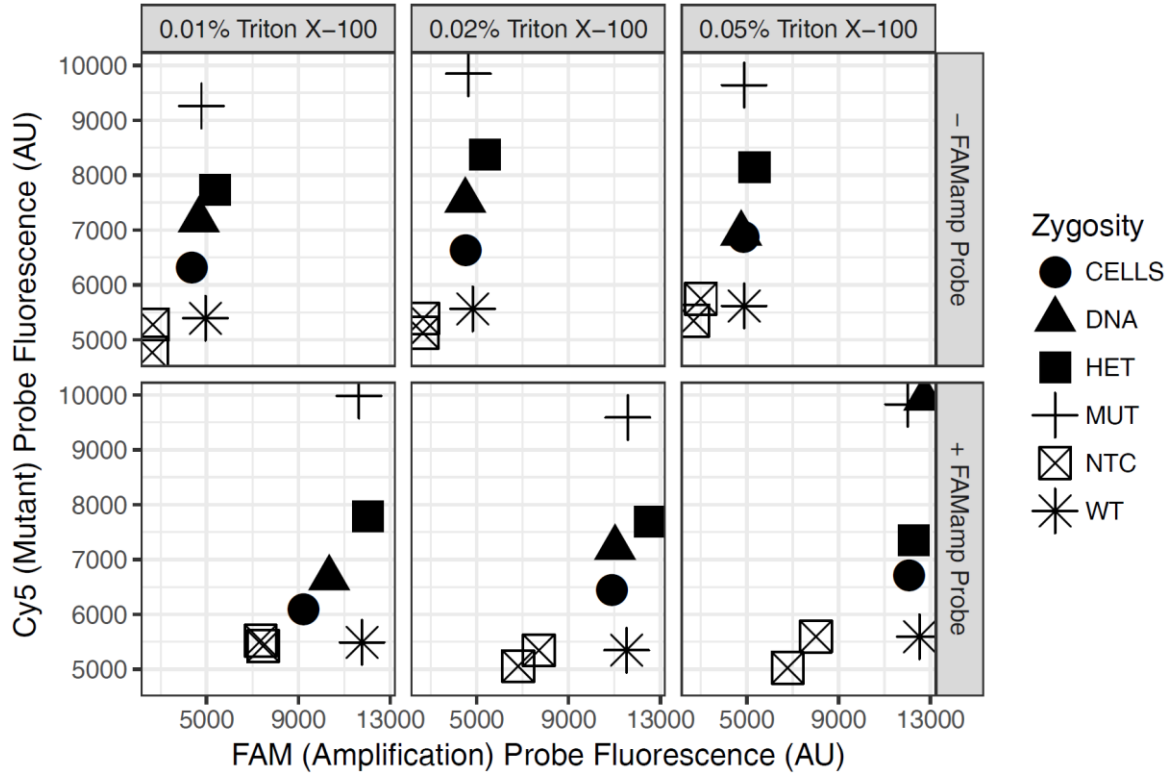 0.01% Triton X−100
0.02% Triton X−100
0.05% Triton X−100
10000
9000
8000
7000
6000
5000
− FAMamp Probe
10000
9000
8000
7000
6000
5000
+ FAMamp Probe
Cy5 (Mutant) Probe Fluorescence (AU)
5000
9000
13000
5000
9000
13000
5000
9000
13000
FAM (Amplification) Probe Fluorescence (AU)
Zygosity
CELLS
DNA
HET
MUT
NTC
WT